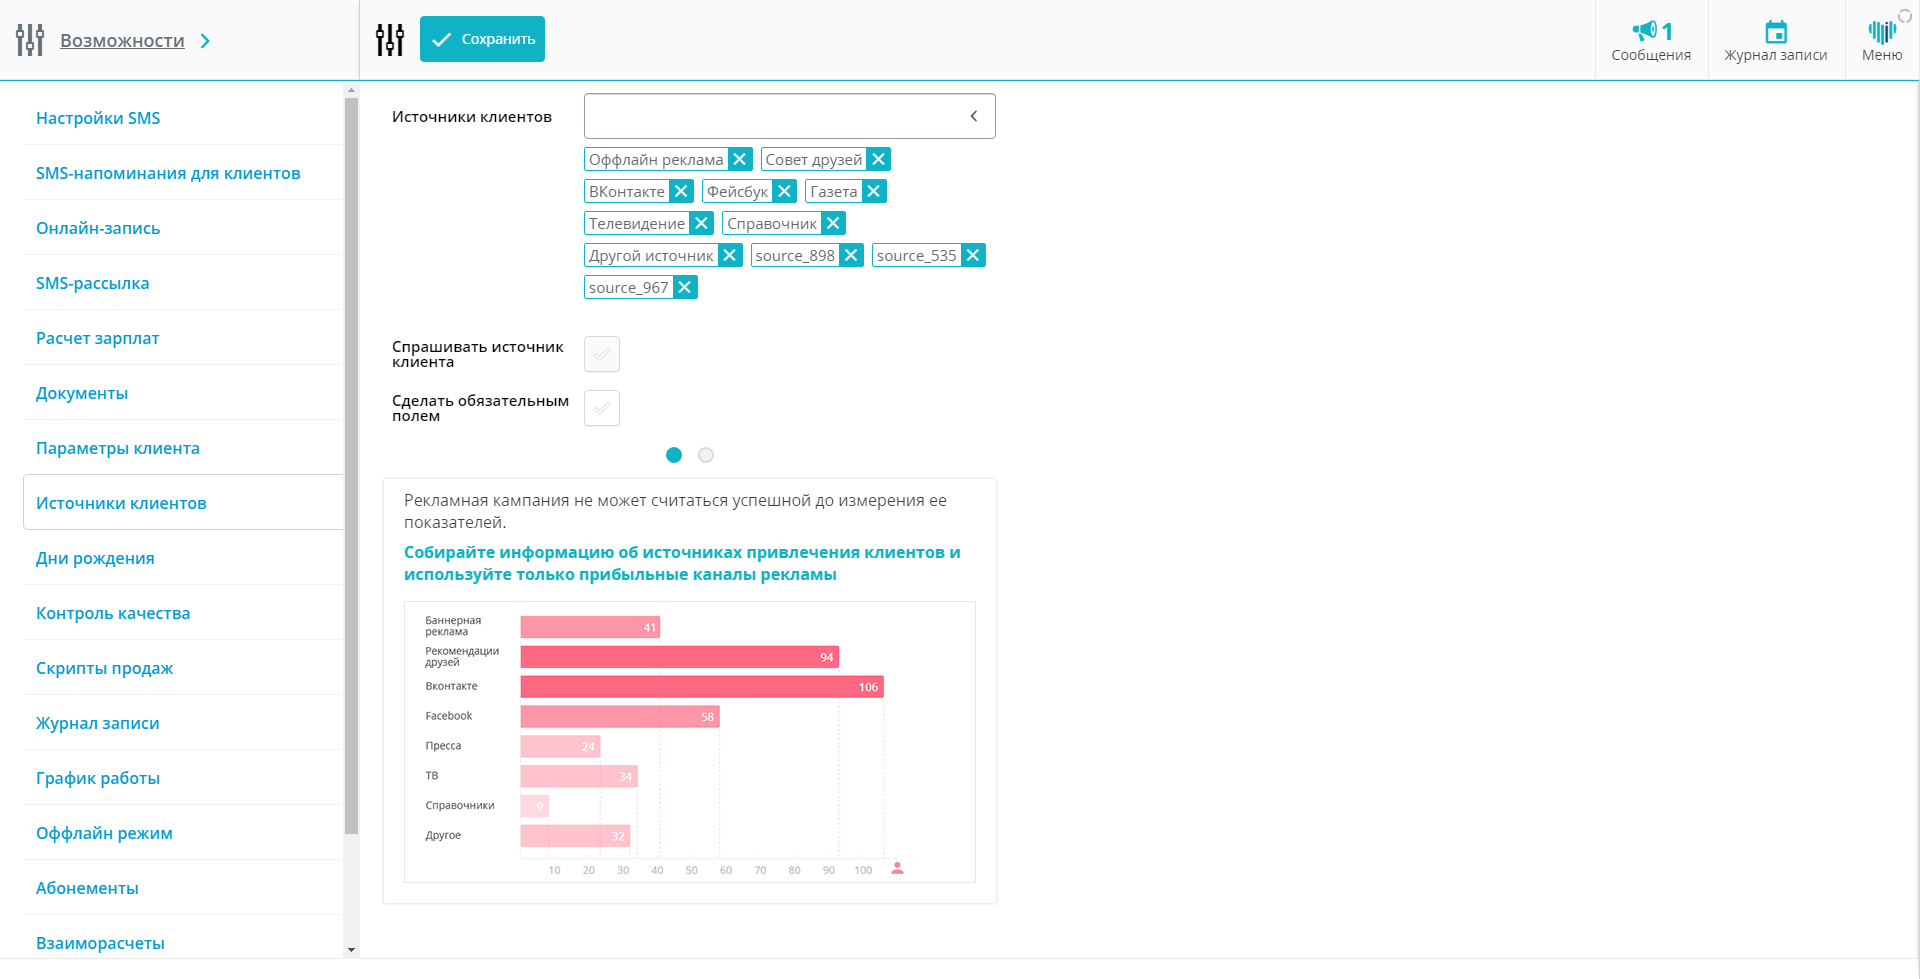 Возможности
Сохранить
1
Сообщения
Журнал записи
Меню
Настройки SMS
SMS-напоминания для клиентов
Онлайн-запись
SMS-рассылка
Расчет зарплат
Документы
Параметры клиента
Источники клиентов
Дни рождения
Контроль качества
Скрипты продаж
Журнал записи
График работы
Оффлайн режим
Абонементы
Взаиморасчеты
Источники клиентов
Оффлайн реклама Совет друзей
ВКонтакте Фейсбук Газета
Телевидение Справочник
Другой источник source_898 source_535
source_967
Спрашивать источник
клиента
Сделать обязательным
полем
Рекламная кампания не может считаться успешной до измерения ее
показателей.
Собирайте информацию об источниках привлечения клиентов и
используйте только прибыльные каналы рекламы
Баннерная
реклама
41
Рекомендации
друзей
94
Вконтакте 106
Facebook 58
Пресса 24
ТВ 34
Справочники 9
Другое 32
10 20 30 40 50 60 70 80 90 100